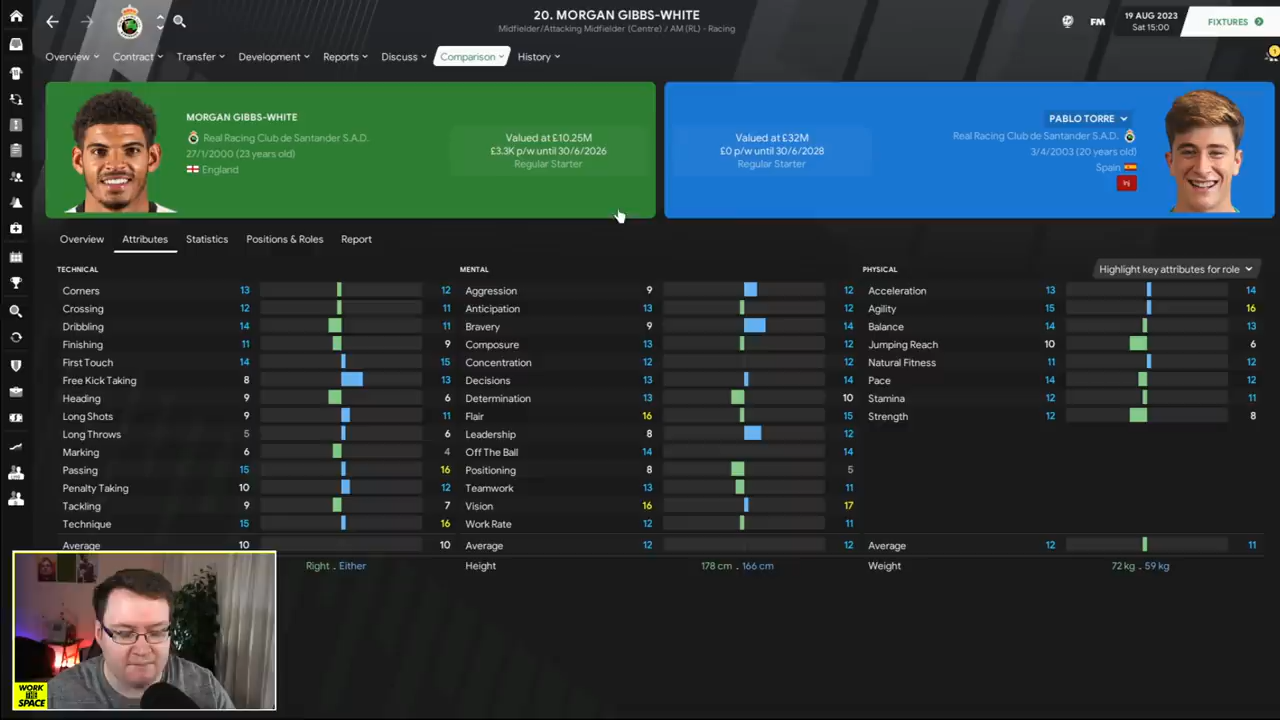 20. MORGAN GIBBS-WHITE
Midfielder/Attacking Midfielder (Centre) / AM (RL) - Racing
FM
19 AUG 2023
Sat 15:00
FIXTURES
1
Overview
Contract
Transfer
Development
Reports
Discuss
Comparison
History
MORGAN GIBBS-WHITE
Real Racing Club de Santander S.A.D.
27/1/2000 (23 years old)
England
Valued at £10.25M
£3.3K p/w until 30/6/2026
Regular Starter
Valued at £32M
£0 p/w until 30/6/2028
Regular Starter
PABLO TORRE
Real Racing Club de Santander S.A.D.
3/4/2003 (20 years old)
Spain
Overview Attributes Statistics Positions & Roles Report
Highlight key attributes for role
TECHNICAL
Corners 13 12
Crossing 12 11
Dribbling 14 11
Finishing 11 9
First Touch 14 15
Free Kick Taking 8 13
Heading 9 6
Long Shots 9 11
Long Throws 5 6
Marking 6 4
Passing 15 16
Penalty Taking 10 12
Tackling 9 7
Technique 15 16
Average 10 10
Right . Either
MENTAL
Aggression 9 12
Anticipation 13 12
Bravery 9 14
Composure 13 12
Concentration 12 12
Decisions 13 14
Determination 13 10
Flair 16 15
Leadership 8 12
Off The Ball 14 14
Positioning 8 5
Teamwork 13 11
Vision 16 17
Work Rate 12 11
Average 12 12
Height 178 cm . 166 cm
PHYSICAL
Acceleration 13 14
Agility 15 16
Balance 14 13
Jumping Reach 10 6
Natural Fitness 11 12
Pace 14 12
Stamina 12 11
Strength 12 8
Average 12 11
Weight 72 kg . 59 kg
WORK
THE
SPACE